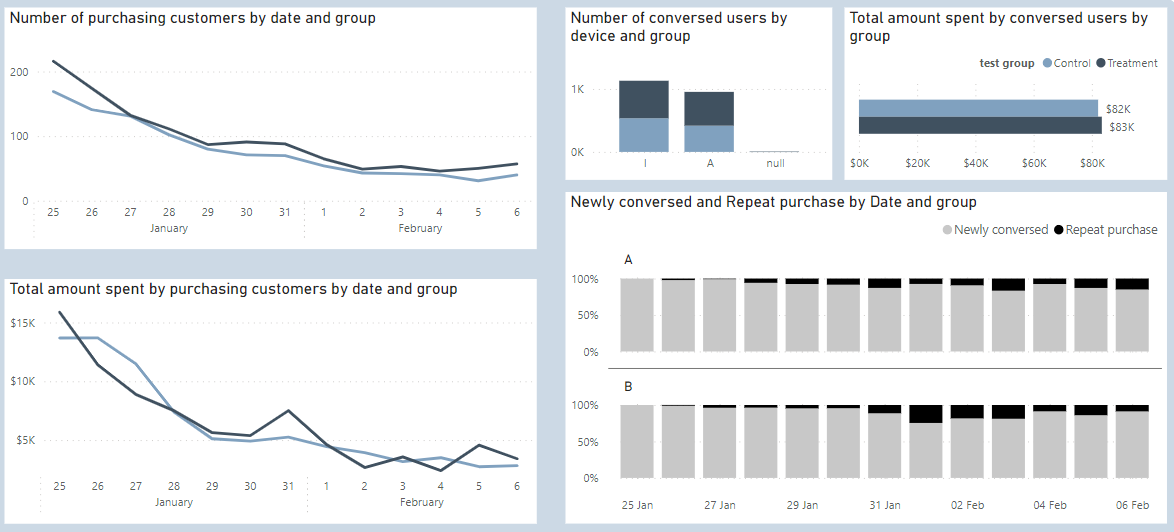 Number of purchasing customers by date and group
200
100
0
25 26 27 28 29 30 31 1 2 3 4 5 6
January February
Total amount spent by purchasing customers by date and group
$15K
$10K
$5K
25 26 27 28 29 30 31 1 2 3 4 5 6
January February
Number of conversed users by
device and group
1K
0K
I A null
Total amount spent by conversed users by
group
test group Control Treatment
$82K
$83K
$0K $20K $40K $60K $80K
Newly conversed and Repeat purchase by Date and group
Newly conversed Repeat purchase
A
100%
50%
0%
B
100%
50%
0%
25 Jan 27 Jan 29 Jan 31 Jan 02 Feb 04 Feb 06 Feb